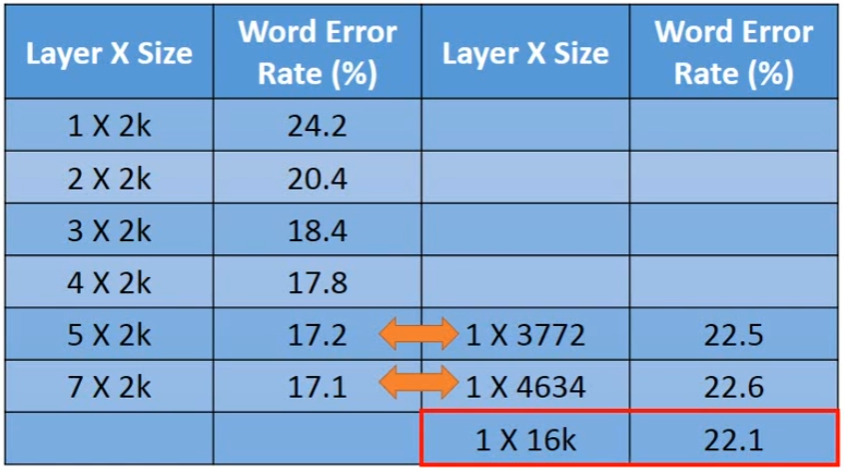 Layer X Size Word Error Rate (%) Layer X Size Word Error Rate (%)
1 X 2k 24.2
2 X 2k 20.4
3 X 2k 18.4
4 X 2k 17.8
5 X 2k 17.2 1 X 3772 22.5
7 X 2k 17.1 1 X 4634 22.6
1 X 16k 22.1